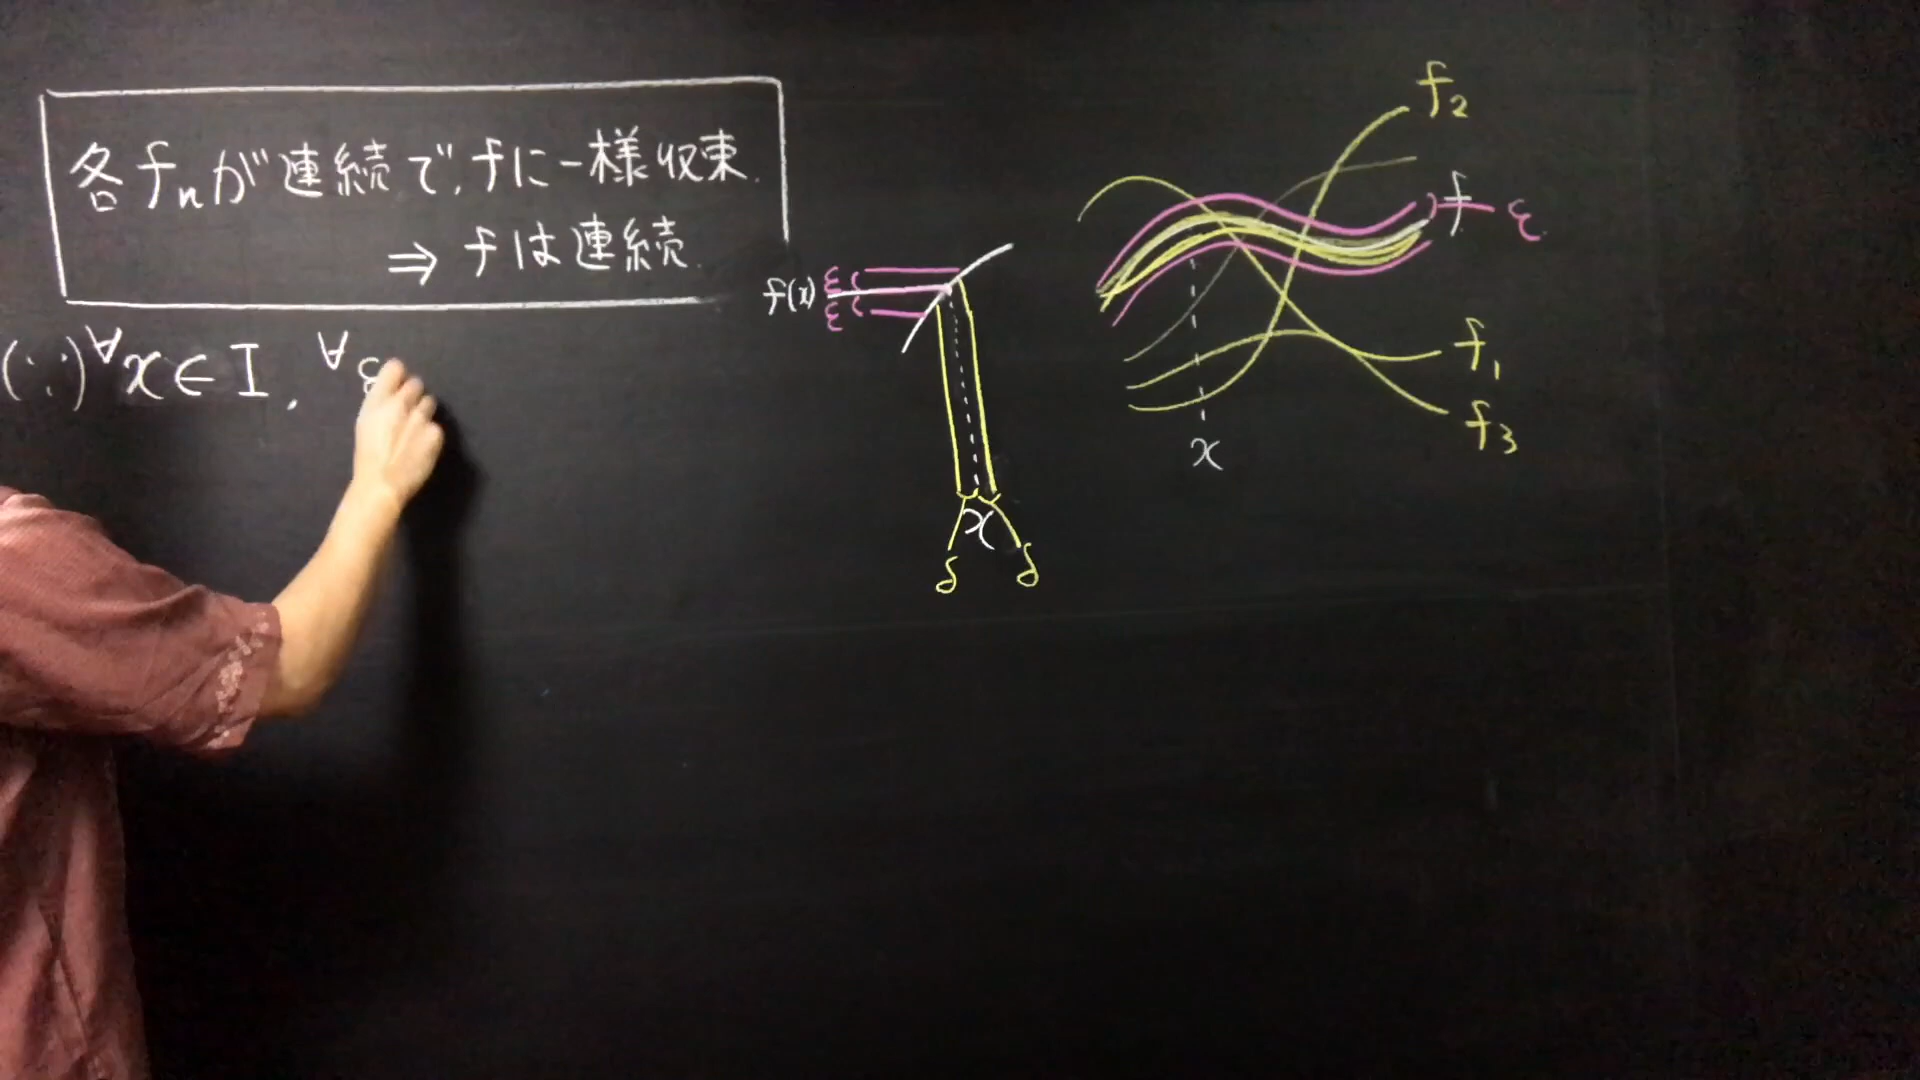 各fnが連続で,fに一様収束.
⇒ fは連続.
(∵)∀x∈I, ∀ε
f(x)
ε
ε
x
δ
δ
f2
f
ε
f1
f3
x